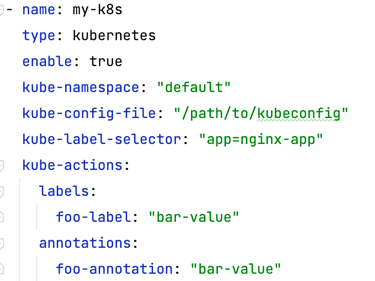 - name: my-k8s
type: kubernetes
enable: true
kube-namespace: "default"
kube-config-file: "/path/to/kubeconfig"
kube-label-selector: "app=nginx-app"
kube-actions:
labels:
foo-label: "bar-value"
annotations:
foo-annotation: "bar-value"